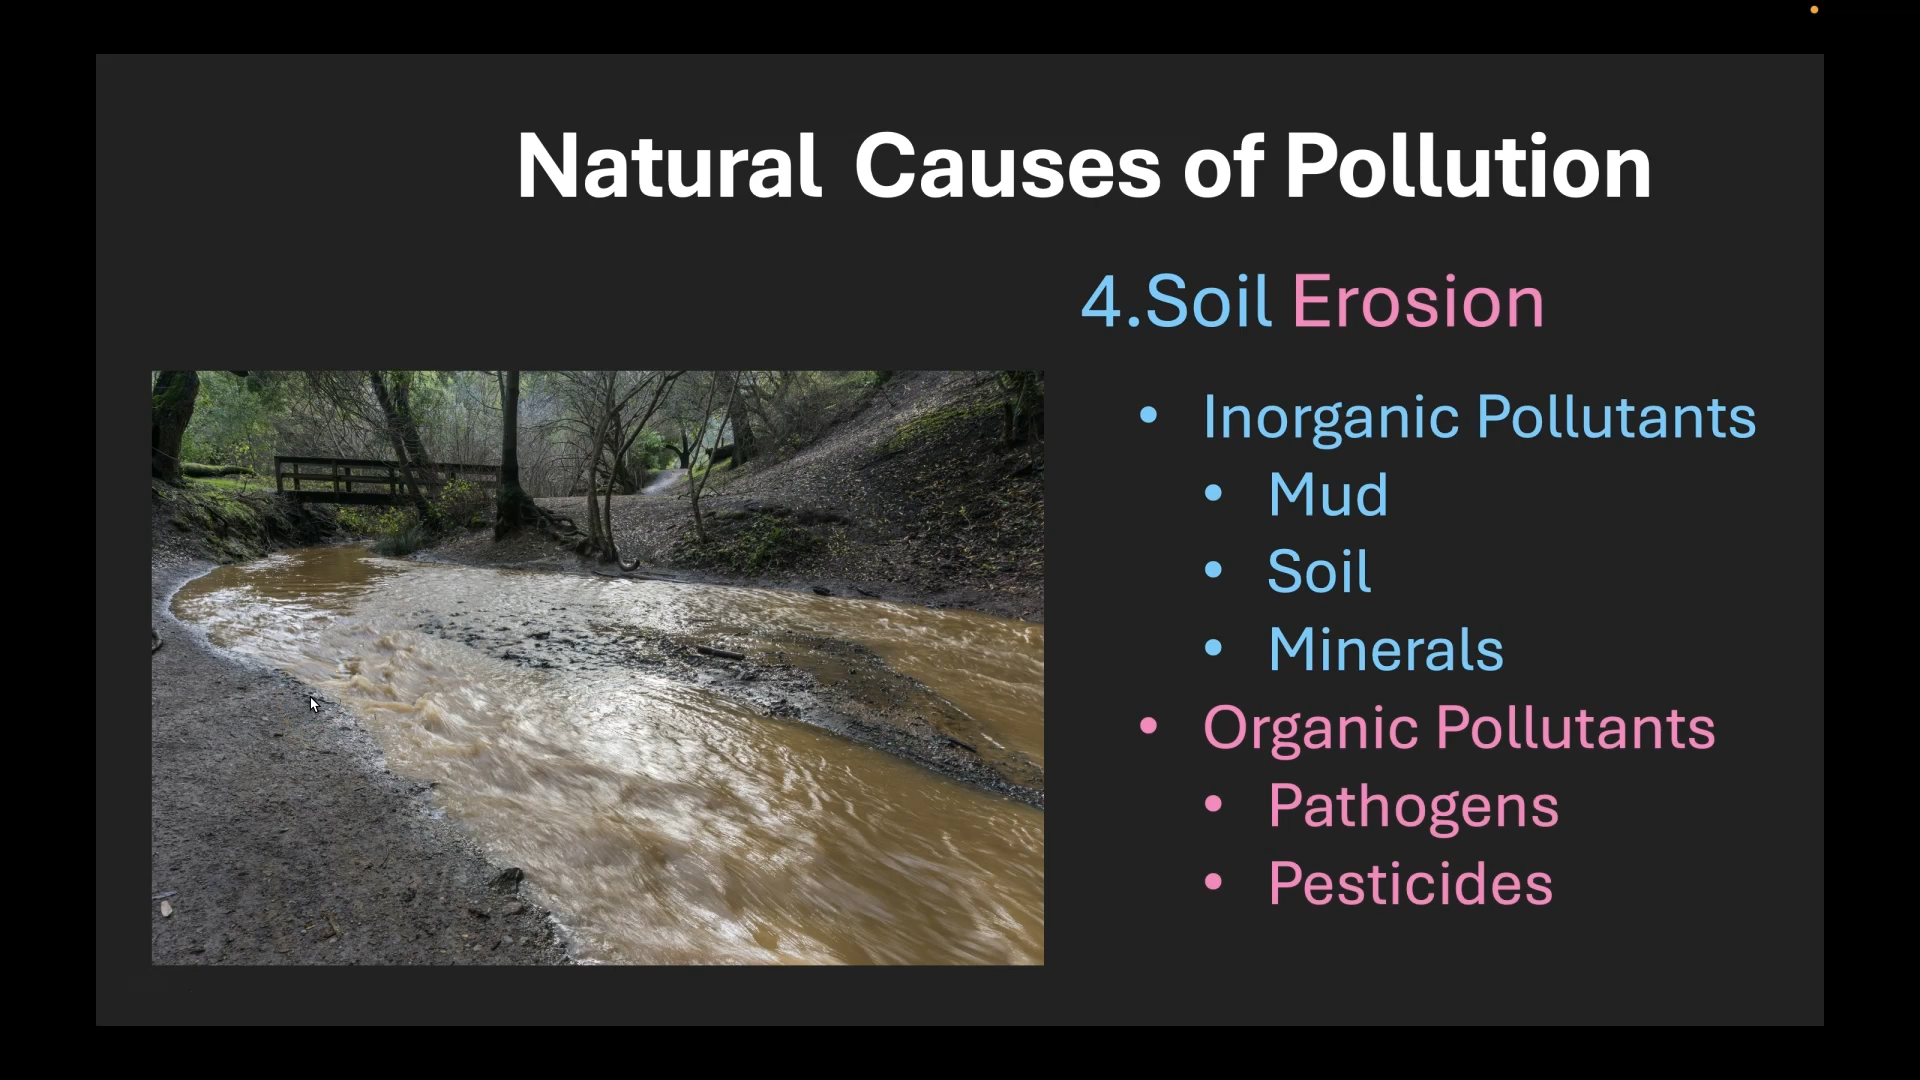 Natural Causes of Pollution
4.Soil Erosion
• Inorganic Pollutants
• Mud
• Soil
• Minerals
• Organic Pollutants
• Pathogens
• Pesticides